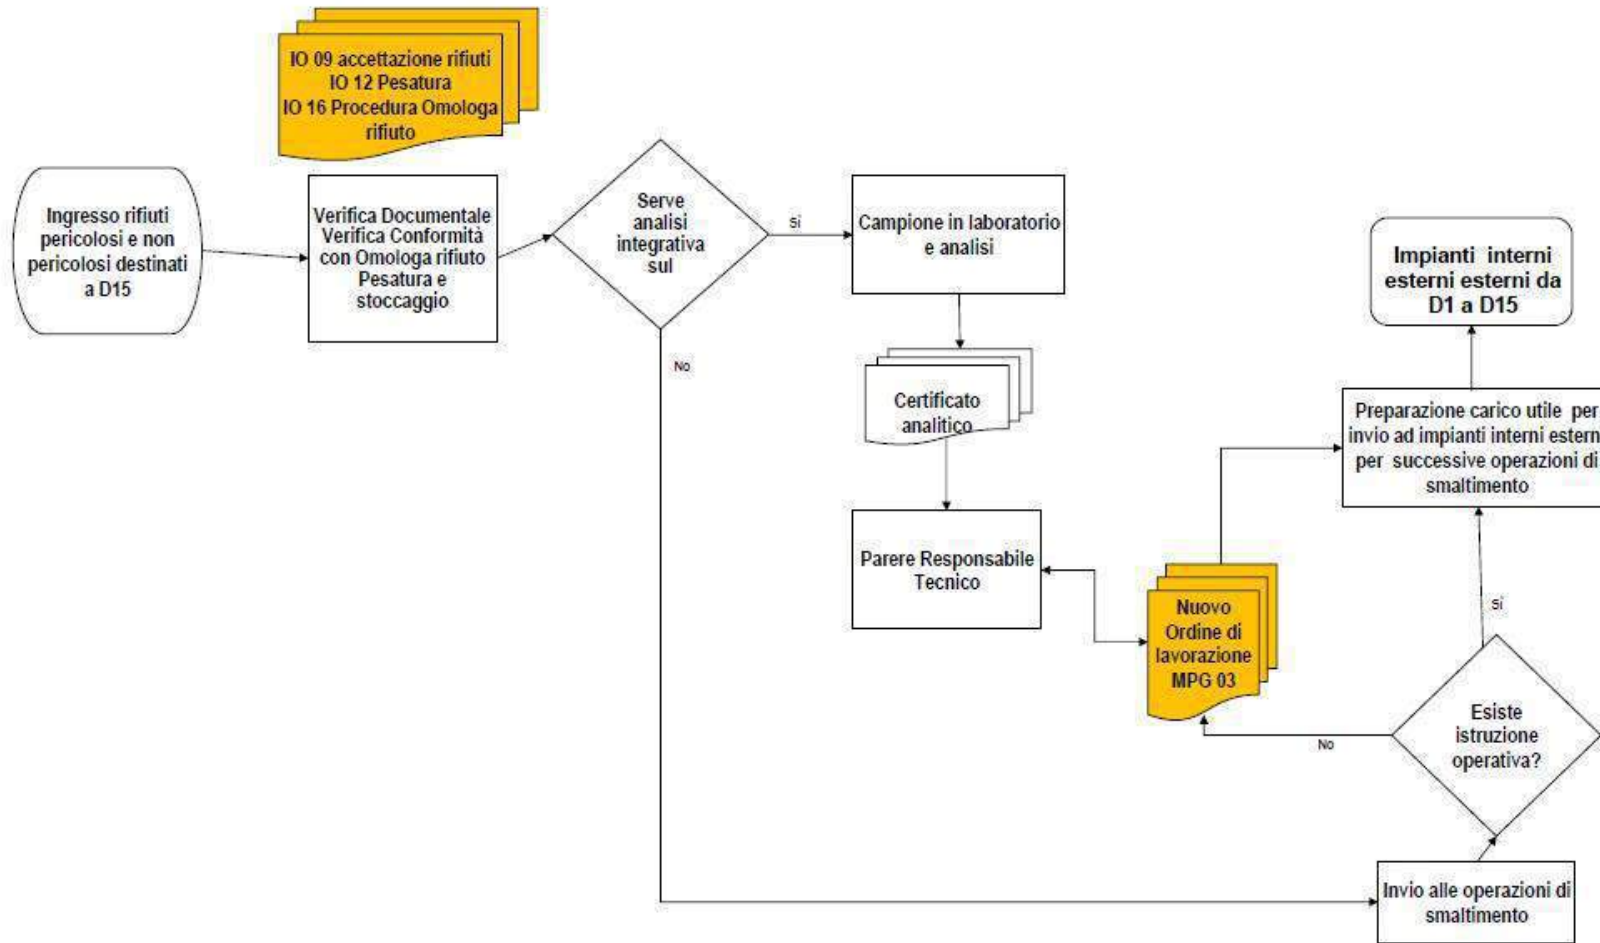 IO 09 accettazione rifiuti
IO 12 Pesatura
IO 16 Procedura Omologa
rifiuto
Ingresso rifiuti
pericolosi e non
pericolosi destinati
a D15
Verifica Documentale
Verifica Conformità
con Omologa rifiuto
Pesatura e
stoccaggio
Serve
analisi
integrativa
sul
Sì
No
Campione in laboratorio
e analisi
Certificato
analitico
Parere Responsabile
Tecnico
Nuovo
Ordine di
lavorazione
MPG 03
Impianti interni
esterni esterni da
D1 a D15
Preparazione carico utile per
invio ad impianti interni estern
per successive operazioni di
smaltimento
Sì
Esiste
istruzione
operativa?
No
Invio alle operazioni di
smaltimento